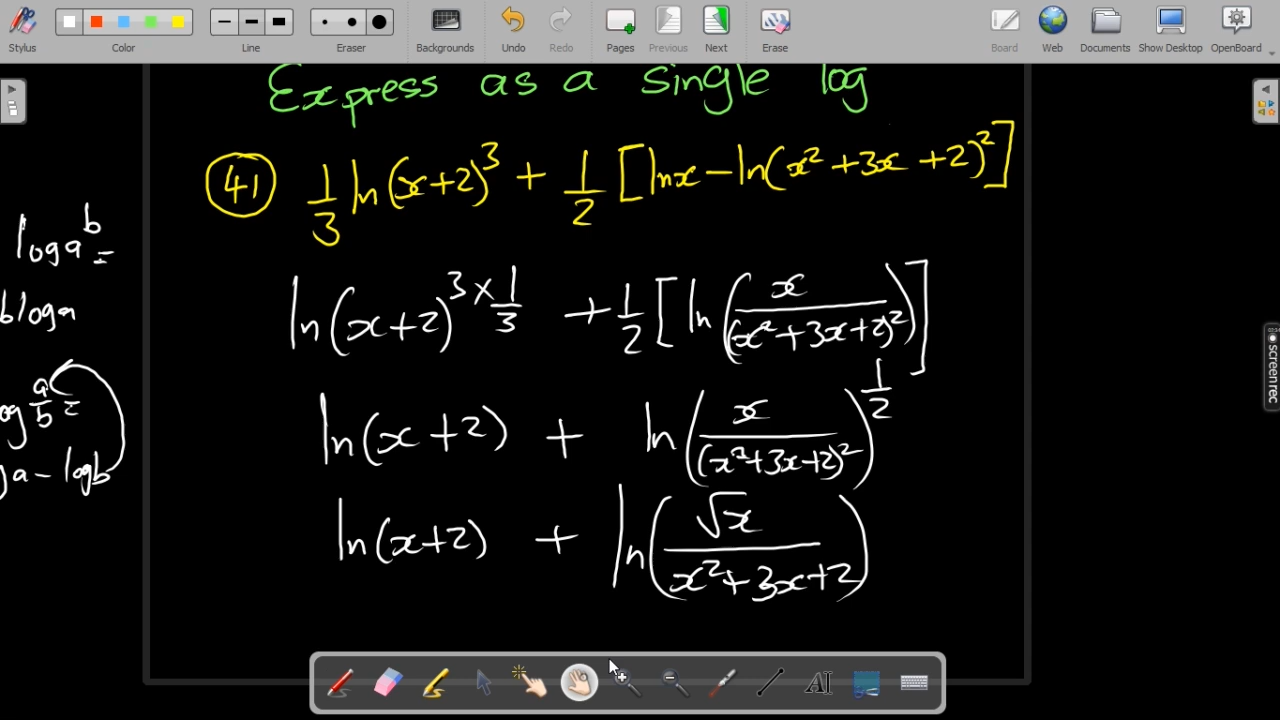 Stylus Color Line Eraser Backgrounds Undo Redo Pages Previous Next Erase Board Web Documents Show Desktop OpenBoard
Express as a single log
41 1/3 ln(x+2)³ + 1/2 [lnx − ln(x² + 3x + 2)²]
log a^b =
b log a
log a/b =
log a − log b
ln(x+2)^(3×1/3) + 1/2 [ln(x/(x²+3x+2)²)]
ln(x+2) + ln(x/(x²+3x+2)²)^(1/2)
ln(x+2) + ln(√x/(x²+3x+2))
screenrec